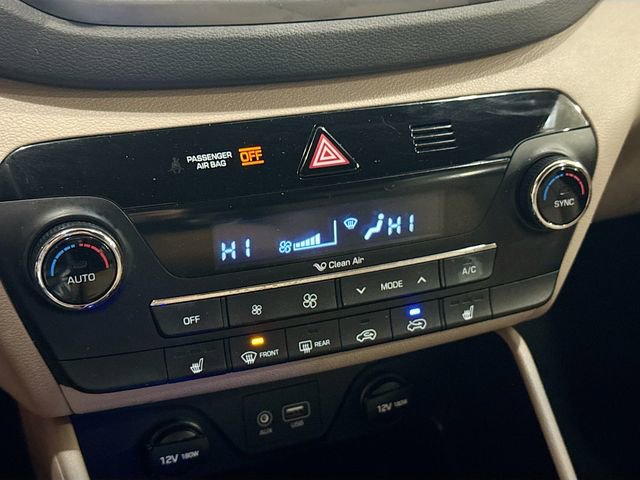 PASSENGER
AIR BAG OFF
HI HI
SYNC
AUTO
Clean Air
OFF
MODE
A/C
FRONT
REAR
AUX
USB
12V 180W
12V 180W